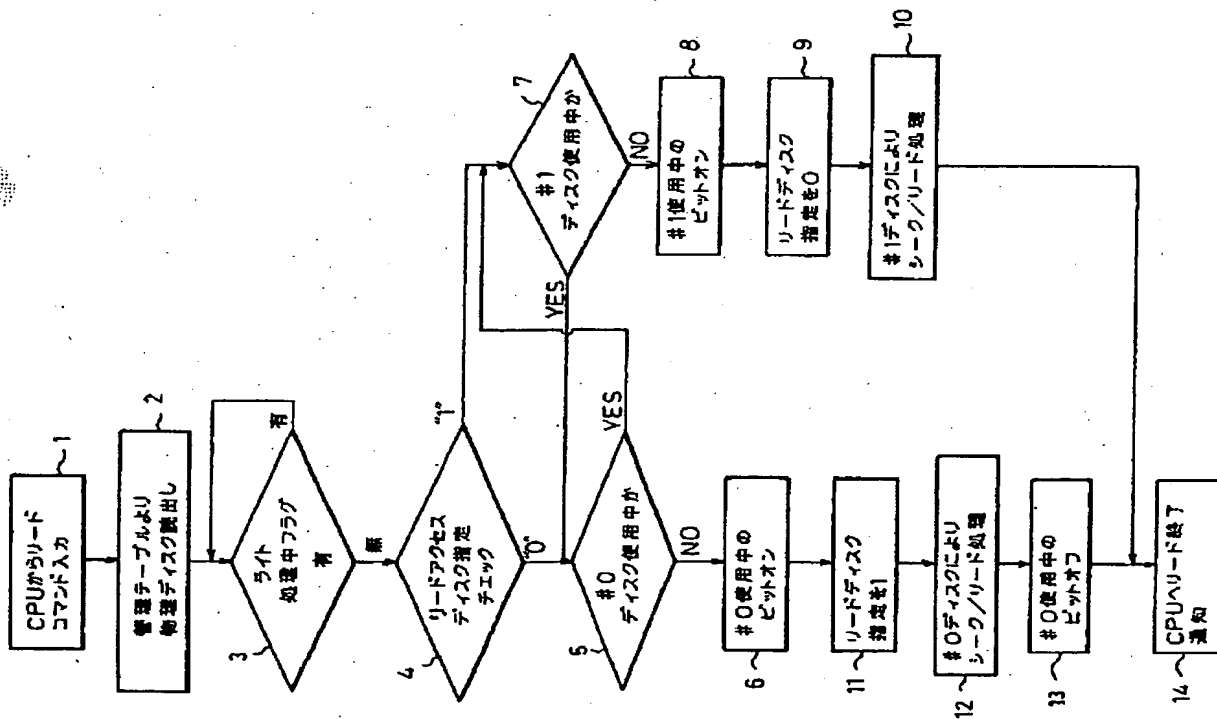 CPUからリード
コマンド入力
1
管理テーブルより
物理ディスク読出し
2
ライト
処理中フラグ
有
3
有
無
リードアクセス
ディスク指定
チェック
4
"1"
"0"
#0
ディスク使用中か
5
YES
NO
#1
ディスク使用中か
7
YES
NO
#0使用中の
ビットオン
6
リードディスク
指定を1
11
#0ディスクにより
シーク/リード処理
12
#0使用中の
ビットオフ
13
#1使用中の
ビットオン
8
リードディスク
指定を0
9
#1ディスクにより
シーク/リード処理
10
CPUへリード終了
通知
14